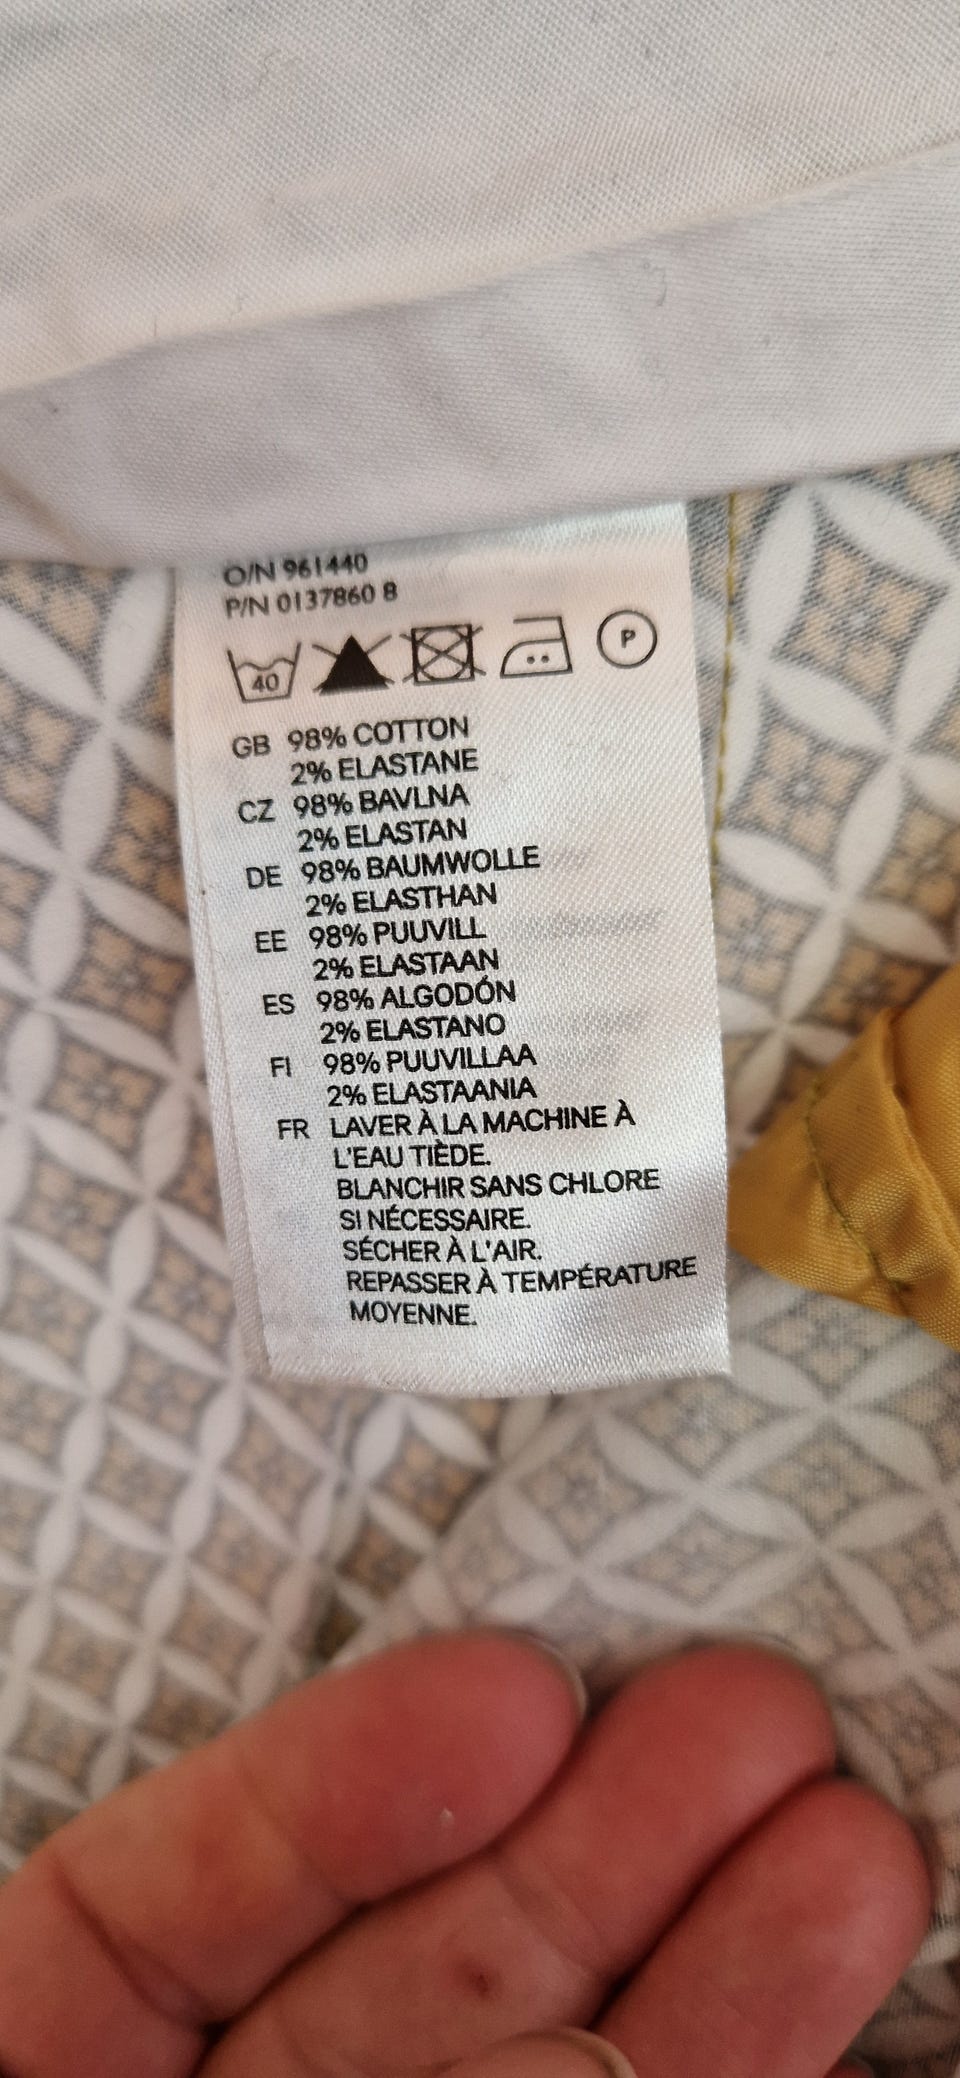 O/N 961440
P/N 0137860 8
40 P
GB 98% COTTON
2% ELASTANE
CZ 98% BAVLNA
2% ELASTAN
DE 98% BAUMWOLLE
2% ELASTHAN
EE 98% PUUVILL
2% ELASTAAN
ES 98% ALGODÓN
2% ELASTANO
FI 98% PUUVILLAA
2% ELASTAANIA
FR LAVER À LA MACHINE À
L'EAU TIÈDE.
BLANCHIR SANS CHLORE
SI NÉCESSAIRE.
SÉCHER À L'AIR.
REPASSER À TEMPÉRATURE
MOYENNE.